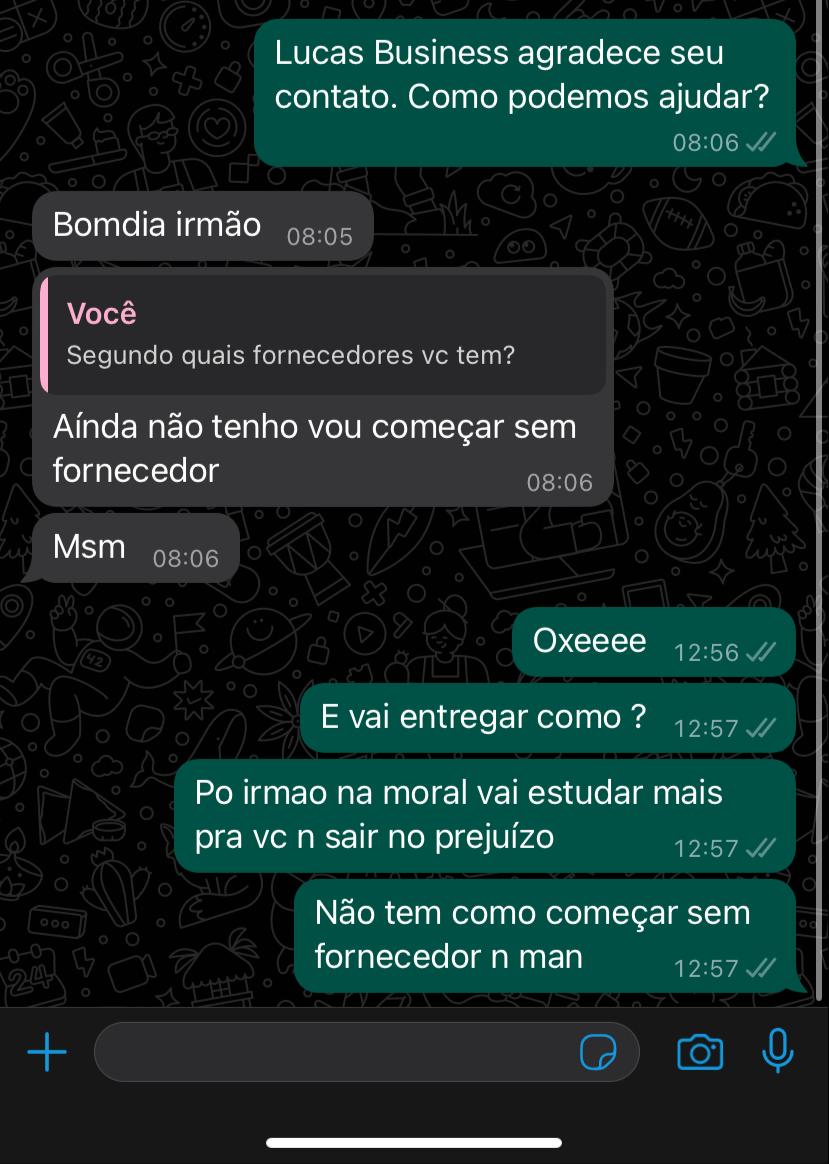 Lucas Business agradece seu
contato. Como podemos ajudar?
08:06
Bomdia irmão 08:05
Você
Segundo quais fornecedores vc tem?
Aínda não tenho vou começar sem
fornecedor 08:06
Msm 08:06
Oxeeee 12:56
E vai entregar como ? 12:57
Po irmao na moral vai estudar mais
pra vc n sair no prejuízo 12:57
Não tem como começar sem
fornecedor n man 12:57